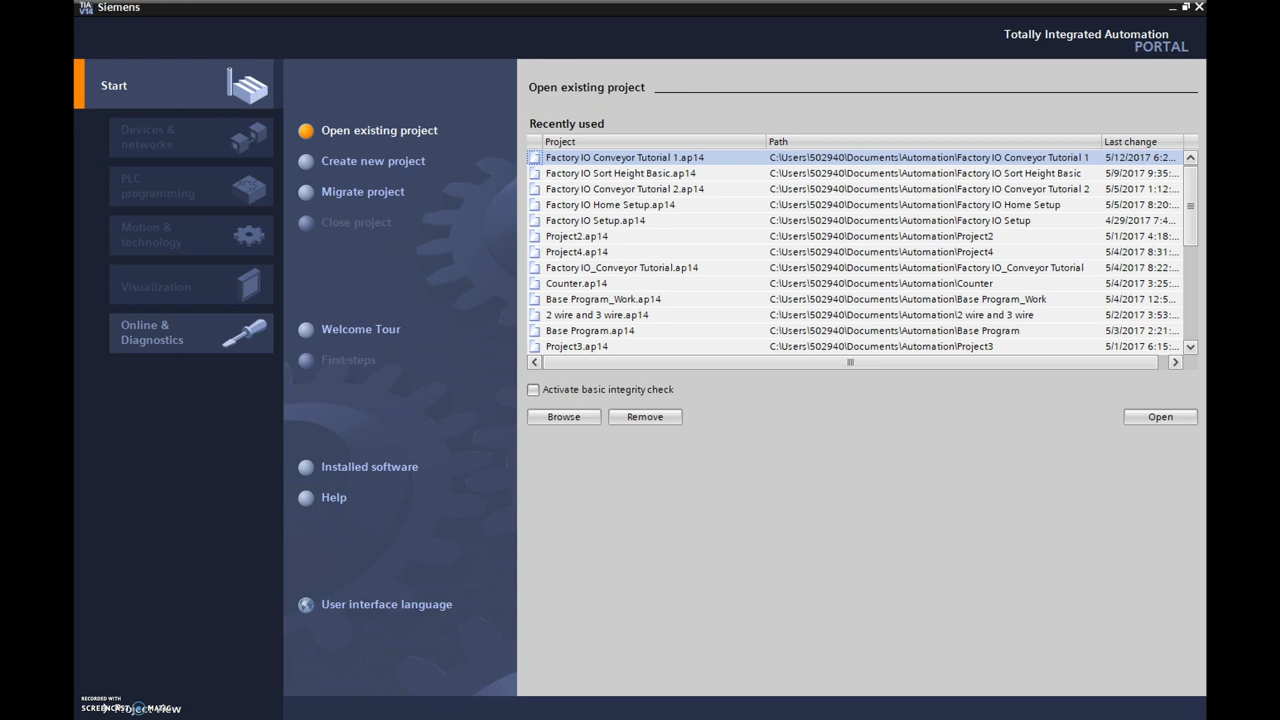 TIA
V14
Siemens
Totally Integrated Automation
PORTAL
Start
Devices &
networks
PLC
programming
Motion &
technology
Visualization
Online &
Diagnostics
Open existing project
Create new project
Migrate project
Close project
Welcome Tour
First steps
Installed software
Help
User interface language
Open existing project
Recently used
Project Path Last change
Factory IO Conveyor Tutorial 1.ap14 C:\Users\502940\Documents\Automation\Factory IO Conveyor Tutorial 1 5/12/2017 6:2...
Factory IO Sort Height Basic.ap14 C:\Users\502940\Documents\Automation\Factory IO Sort Height Basic 5/9/2017 9:35:...
Factory IO Conveyor Tutorial 2.ap14 C:\Users\502940\Documents\Automation\Factory IO Conveyor Tutorial 2 5/5/2017 1:12:...
Factory IO Home Setup.ap14 C:\Users\502940\Documents\Automation\Factory IO Home Setup 5/5/2017 8:20:...
Factory IO Setup.ap14 C:\Users\502940\Documents\Automation\Factory IO Setup 4/29/2017 7:4...
Project2.ap14 C:\Users\502940\Documents\Automation\Project2 5/1/2017 4:18:...
Project4.ap14 C:\Users\502940\Documents\Automation\Project4 5/4/2017 8:31:...
Factory IO_Conveyor Tutorial.ap14 C:\Users\502940\Documents\Automation\Factory IO_Conveyor Tutorial 5/4/2017 8:22:...
Counter.ap14 C:\Users\502940\Documents\Automation\Counter 5/4/2017 3:25:...
Base Program_Work.ap14 C:\Users\502940\Documents\Automation\Base Program_Work 5/4/2017 12:5...
2 wire and 3 wire.ap14 C:\Users\502940\Documents\Automation\2 wire and 3 wire 5/2/2017 3:53:...
Base Program.ap14 C:\Users\502940\Documents\Automation\Base Program 5/3/2017 2:21:...
Project3.ap14 C:\Users\502940\Documents\Automation\Project3 5/1/2017 6:15:...
Activate basic integrity check
Browse Remove Open
RECORDED WITH
SCREENCAST MATIC
Project view